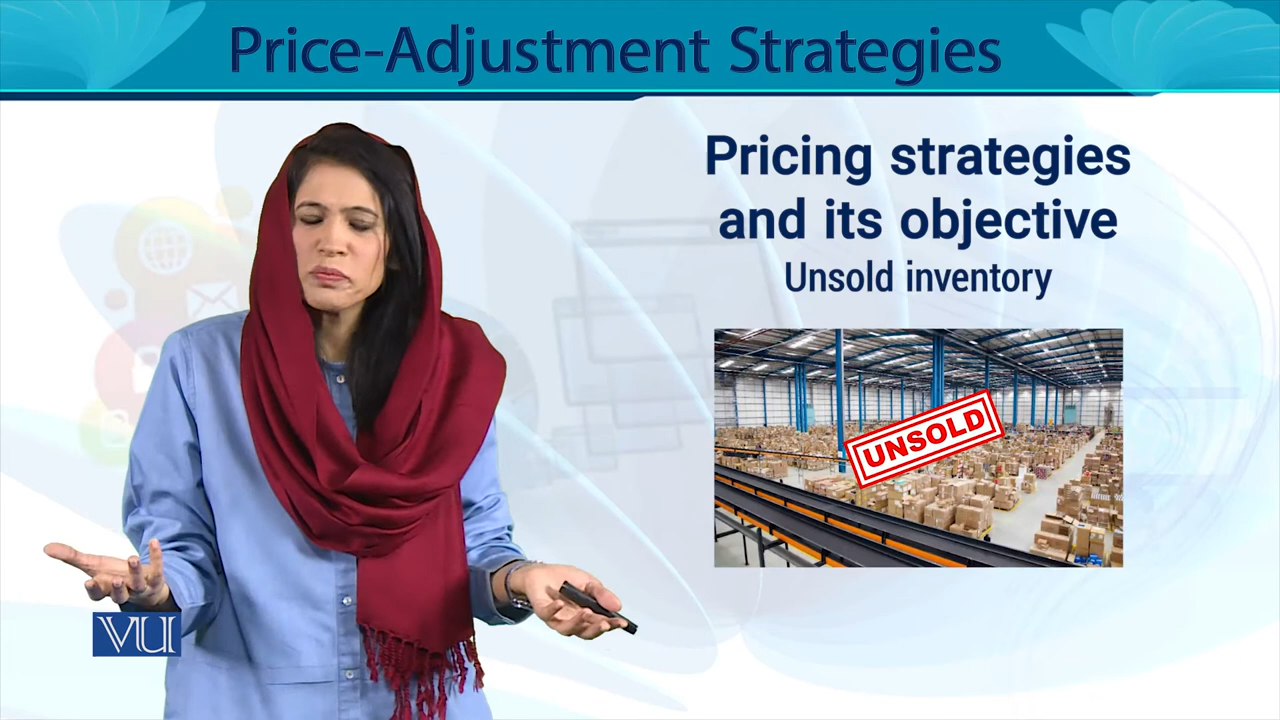 Price-Adjustment Strategies
Pricing strategies
and its objective
Unsold inventory
UNSOLD
VU